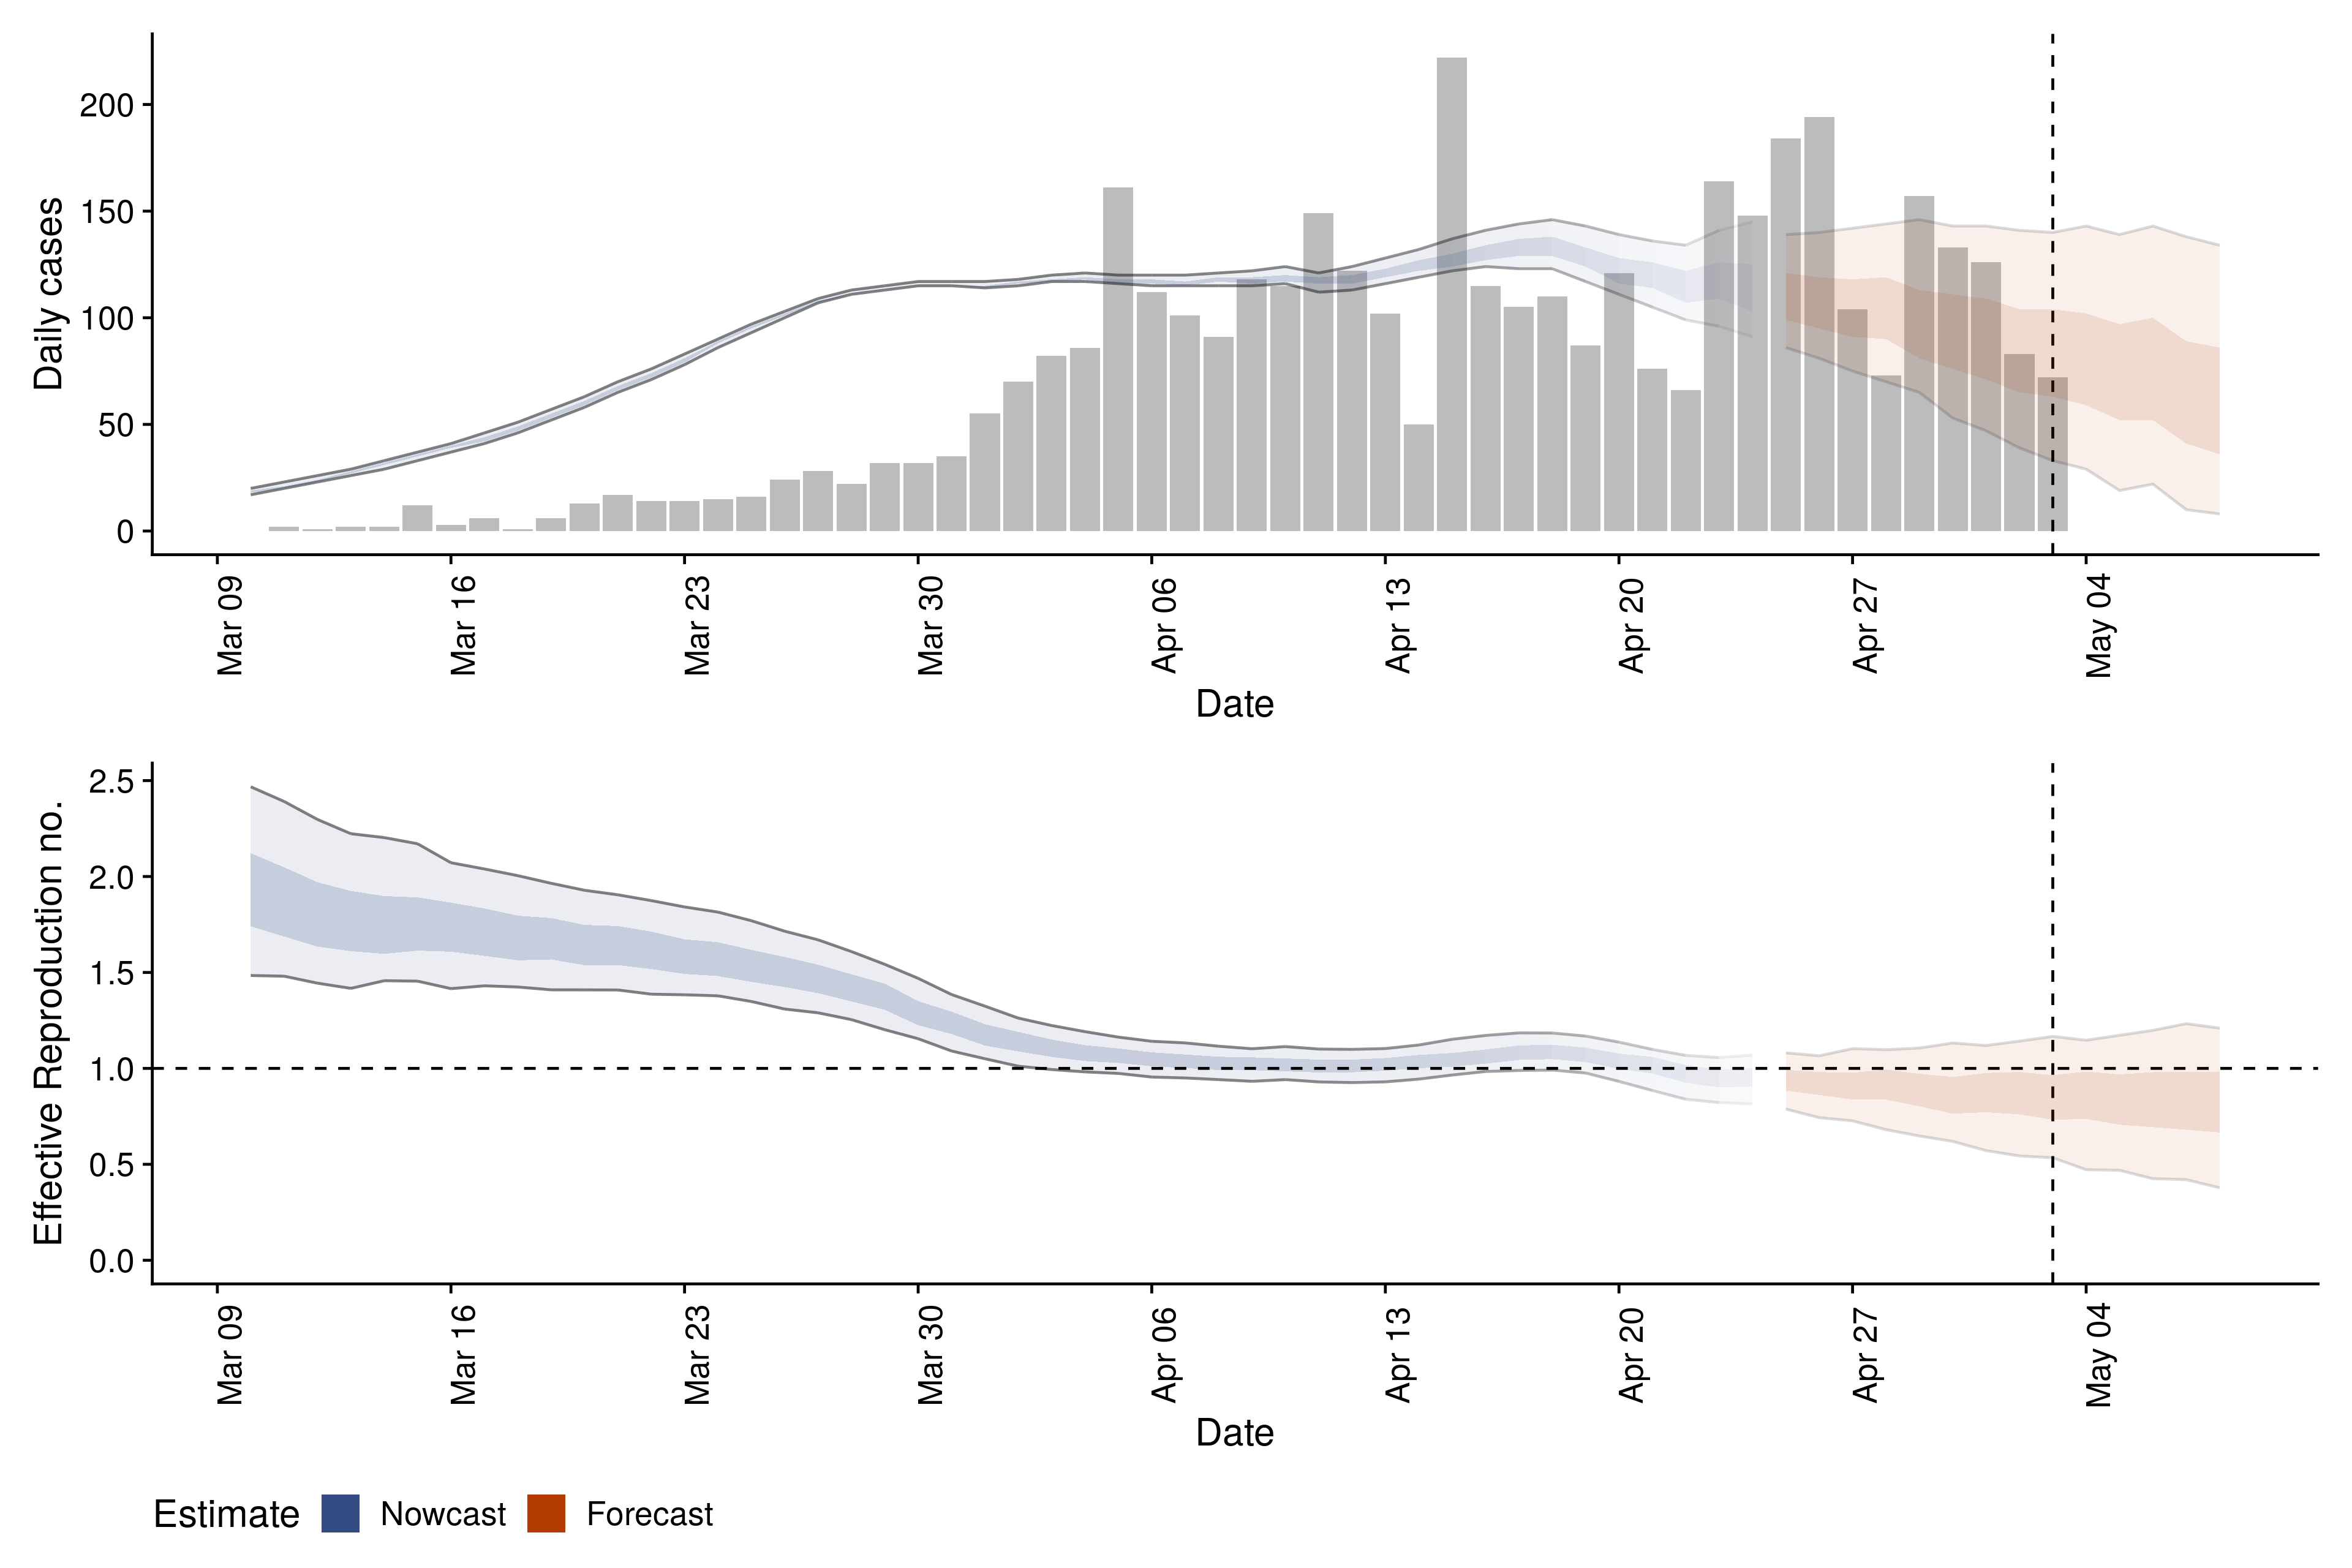 Daily cases
200
150
100
50
0
Mar 09
Mar 16
Mar 23
Mar 30
Apr 06
Apr 13
Apr 20
Apr 27
May 04
Date
Effective Reproduction no.
2.5
2.0
1.5
1.0
0.5
0.0
Mar 09
Mar 16
Mar 23
Mar 30
Apr 06
Apr 13
Apr 20
Apr 27
May 04
Date
Estimate Nowcast Forecast